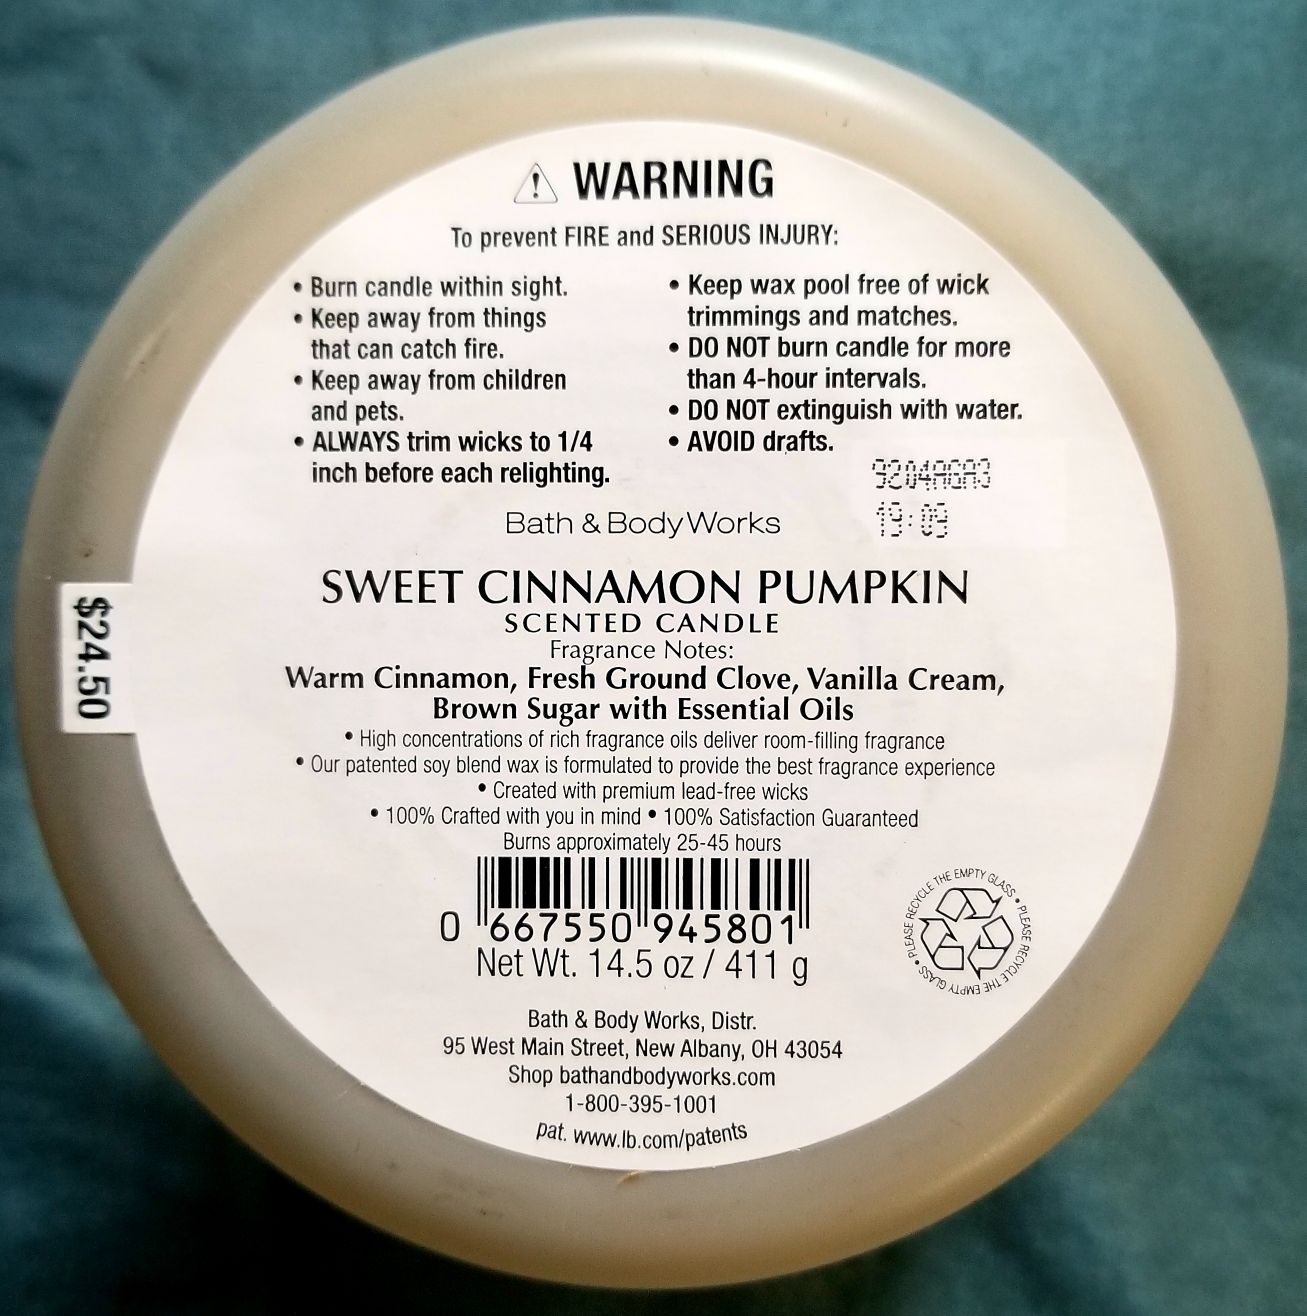 WARNING
To prevent FIRE and SERIOUS INJURY:
• Burn candle within sight.
• Keep away from things
that can catch fire.
• Keep away from children
and pets.
• ALWAYS trim wicks to 1/4
inch before each relighting.
• Keep wax pool free of wick
trimmings and matches.
• DO NOT burn candle for more
than 4-hour intervals.
• DO NOT extinguish with water.
• AVOID drafts.
9204AGA3
19:09
Bath & Body Works
SWEET CINNAMON PUMPKIN
SCENTED CANDLE
Fragrance Notes:
Warm Cinnamon, Fresh Ground Clove, Vanilla Cream,
Brown Sugar with Essential Oils
• High concentrations of rich fragrance oils deliver room-filling fragrance
• Our patented soy blend wax is formulated to provide the best fragrance experience
• Created with premium lead-free wicks
• 100% Crafted with you in mind • 100% Satisfaction Guaranteed
Burns approximately 25-45 hours
0 667550 945801
Net Wt. 14.5 oz / 411 g
PLEASE RECYCLE THE EMPTY GLASS • PLEASE RECYCLE THE EMPTY GLASS •
Bath & Body Works, Distr.
95 West Main Street, New Albany, OH 43054
Shop bathandbodyworks.com
1-800-395-1001
pat. www.lb.com/patents
$24.50